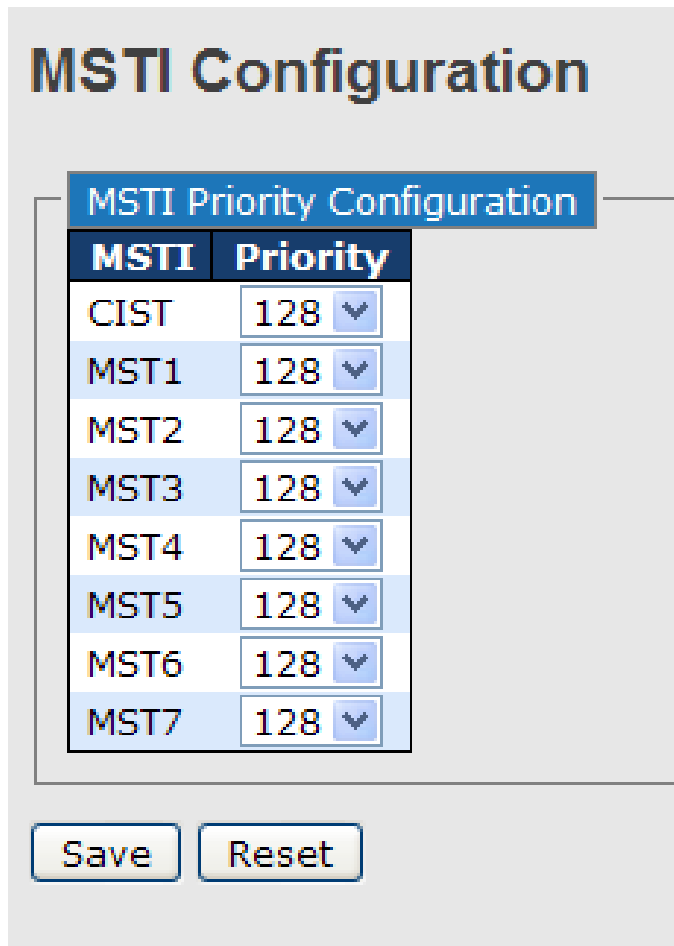 MSTI Configuration
MSTI Priority Configuration
MSTI Priority
CIST 128
MST1 128
MST2 128
MST3 128
MST4 128
MST5 128
MST6 128
MST7 128
Save Reset